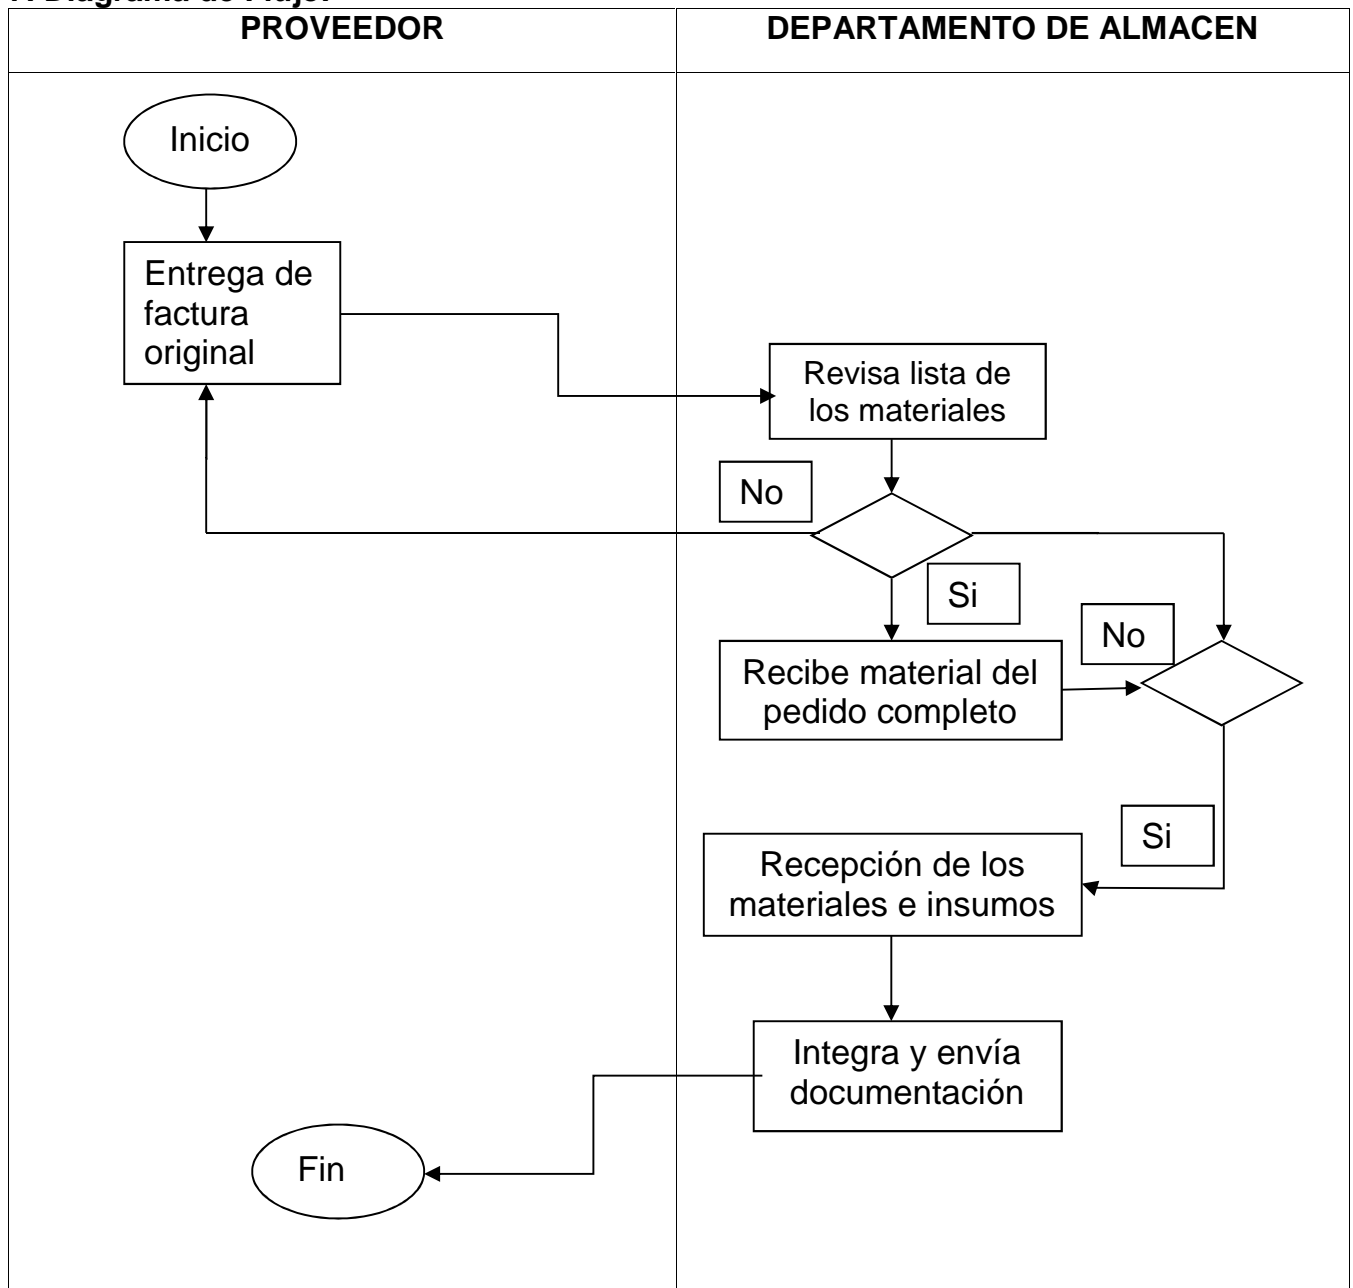 PROVEEDOR
DEPARTAMENTO DE ALMACEN
Inicio
Entrega de
factura
original
Revisa lista de
los materiales
No
Si
No
Recibe material del
pedido completo
Si
Recepción de los
materiales e insumos
Integra y envía
documentación
Fin